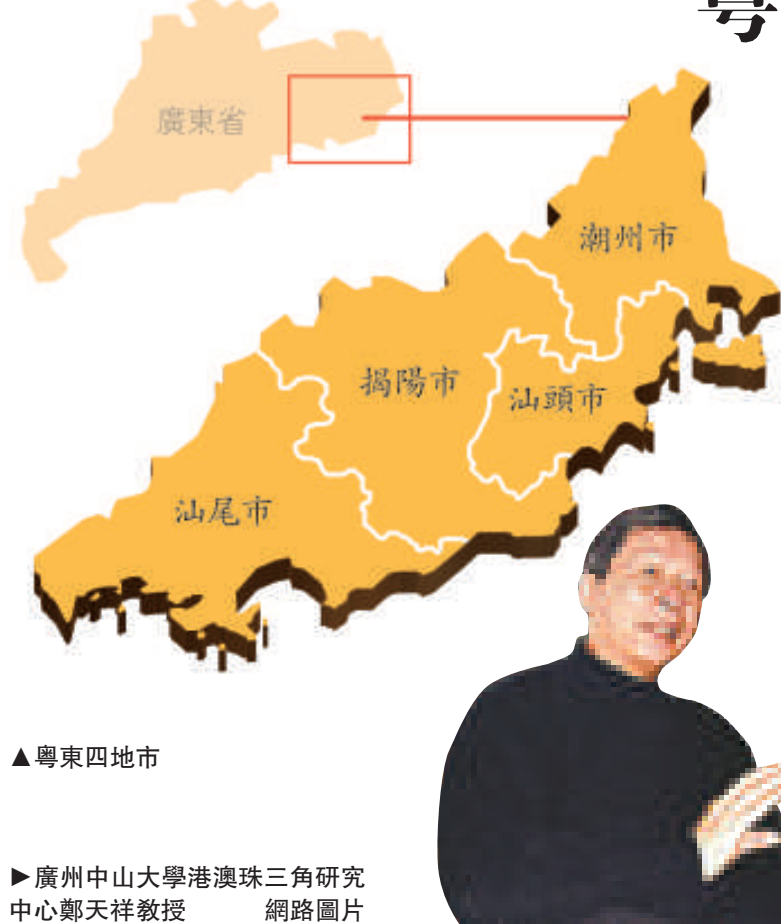 粵
廣東省
潮州市
揭陽市
汕頭市
汕尾市
▲粵東四地市
▶廣州中山大學港澳珠三角研究
中心鄭天祥教授 網路圖片